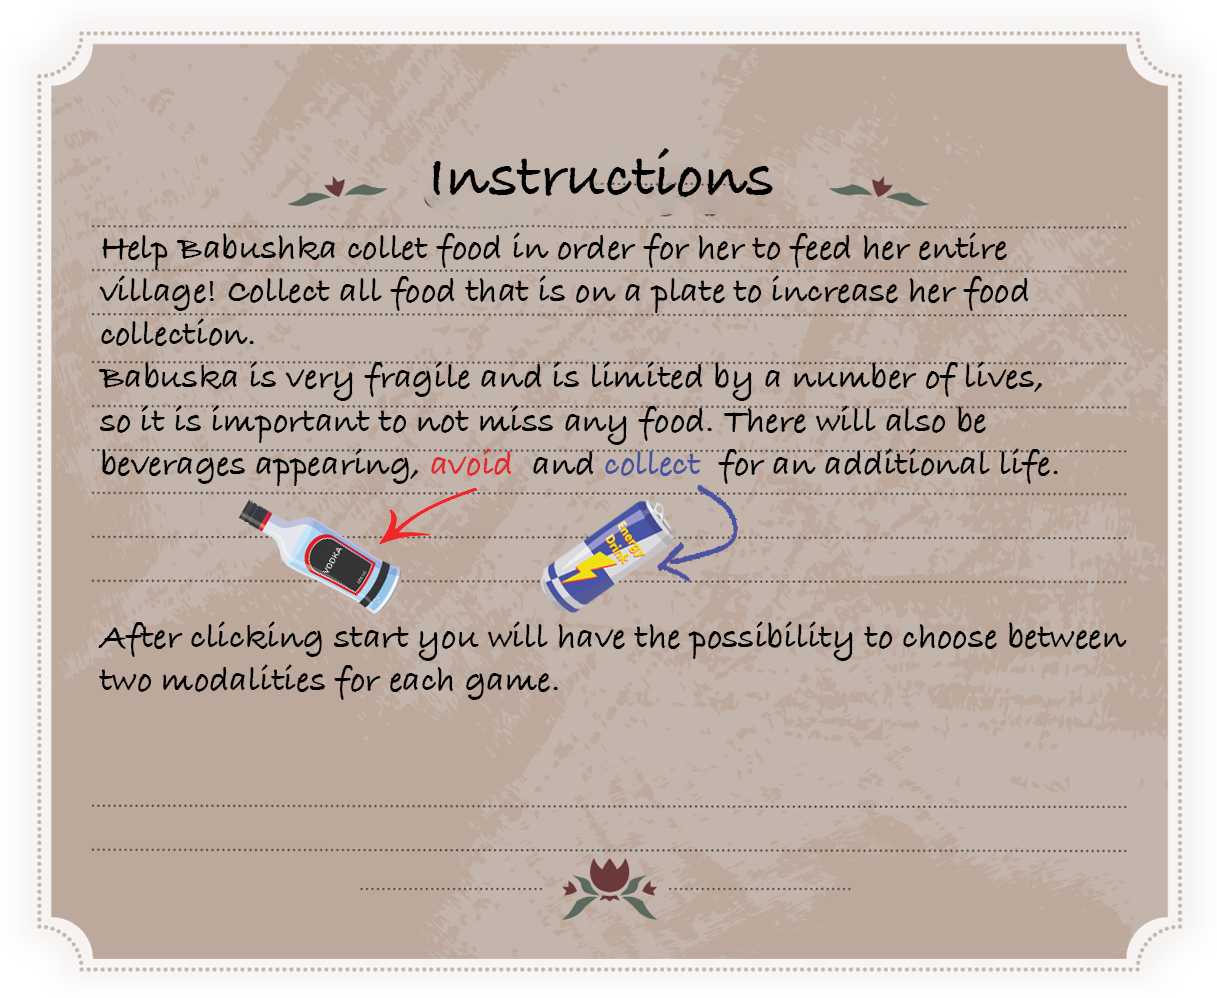 Instructions
Help Babushka collet food in order for her to feed her entire
village! Collect all food that is on a plate to increase her food
collection.
Babuska is very fragile and is limited by a number of lives,
so it is important to not miss any food. There will also be
beverages appearing, avoid and collect for an additional life.
VODKA
Energy
Drink
After clicking start you will have the possibility to choose between
two modalities for each game.